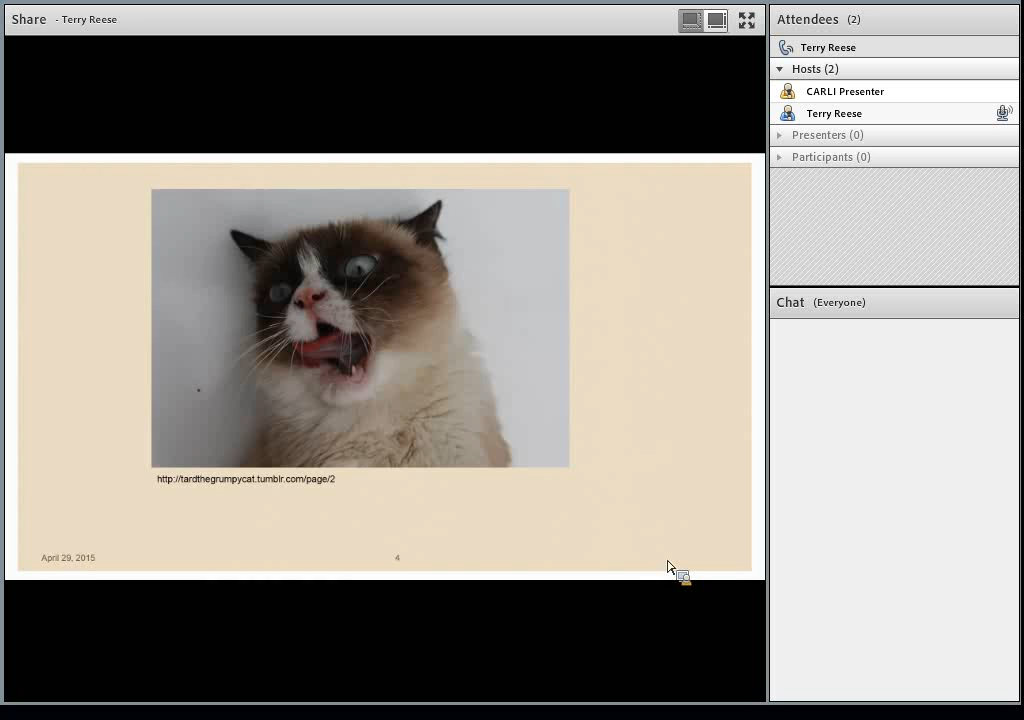 Share - Terry Reese
http://tardthegrumpycat.tumblr.com/page/2
April 29, 2015
4
Attendees (2)
Terry Reese
Hosts (2)
CARLI Presenter
Terry Reese
Presenters (0)
Participants (0)
Chat (Everyone)